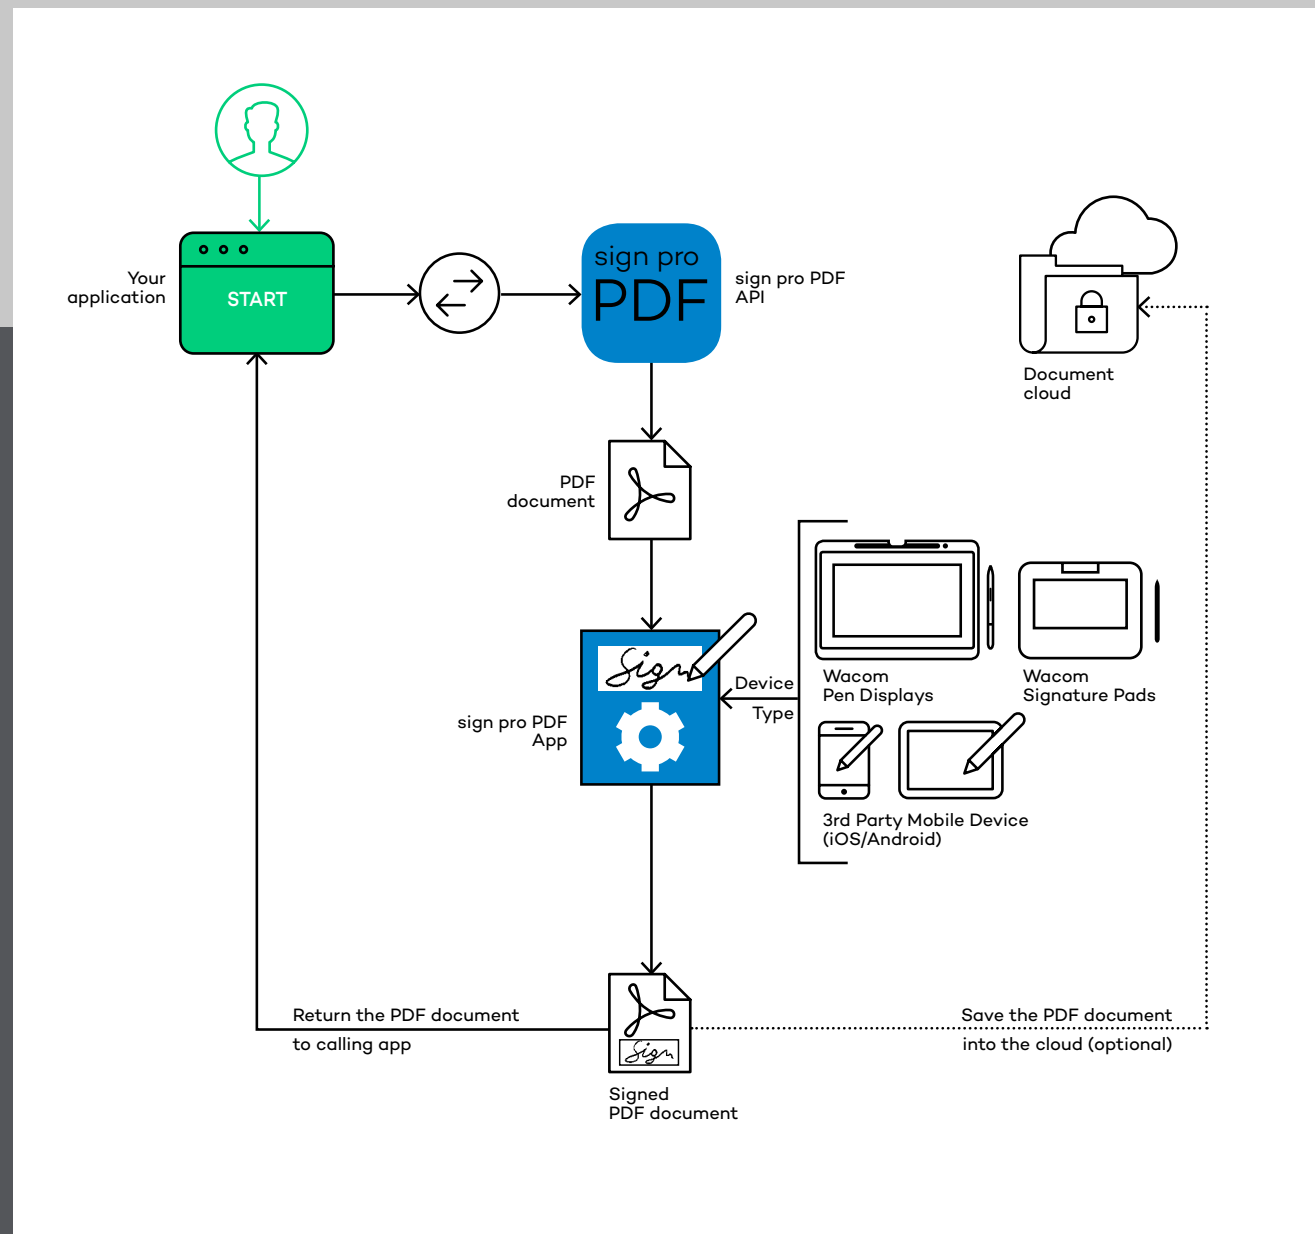 Your
application
START
sign pro
PDF
sign pro PDF
API
Document
cloud
PDF
document
Sign
sign pro PDF
App
Device
Type
Wacom
Pen Displays
Wacom
Signature Pads
3rd Party Mobile Device
(iOS/Android)
Return the PDF document
to calling app
Save the PDF document
into the cloud (optional)
Sign
Signed
PDF document